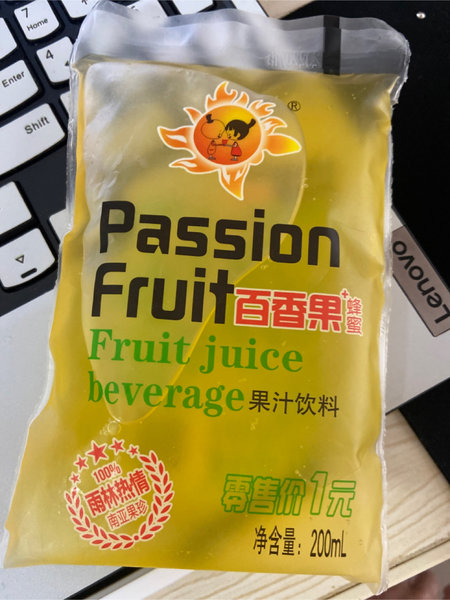 7
Home
Enter
Shift
®
Passion
Fruit百香果+蜂蜜
Fruit juice
beverage果汁饮料
Lenovo
100%
雨林热情
南亚果珍
零售价1元
净含量：200mL